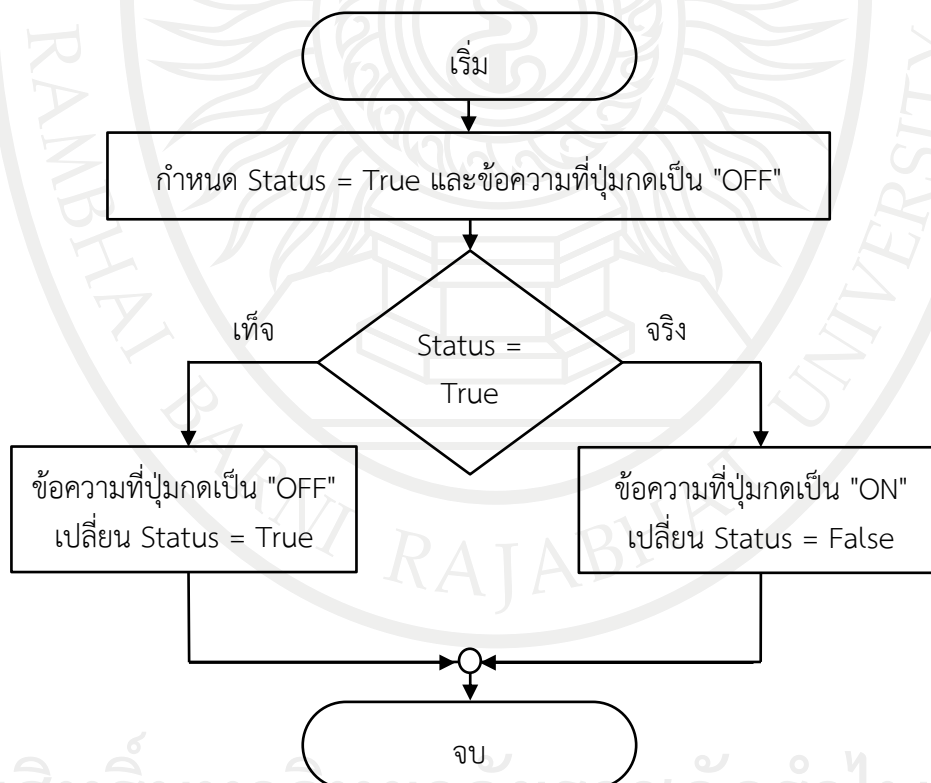 เริ่ม
กำหนด Status = True และข้อความที่ปุ่มกดเป็น "OFF"
เท็จ
Status =
True
จริง
ข้อความที่ปุ่มกดเป็น "OFF"
เปลี่ยน Status = True
ข้อความที่ปุ่มกดเป็น "ON"
เปลี่ยน Status = False
จบ
RAMBHAI BARNI RAJABHAT UNIVERSITY